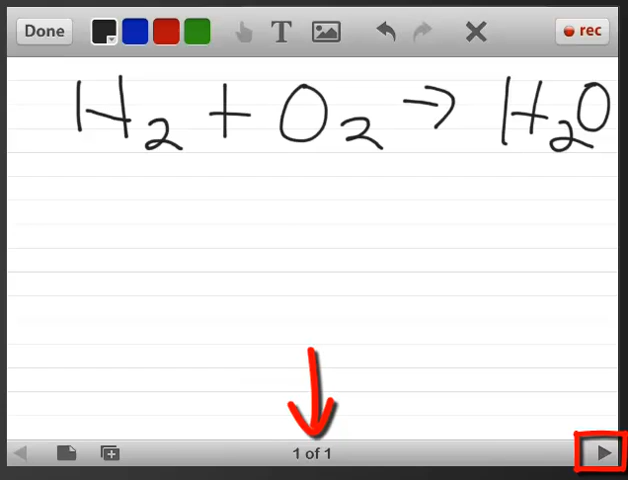 Done T rec
H₂ + O₂ → H₂O
1 of 1